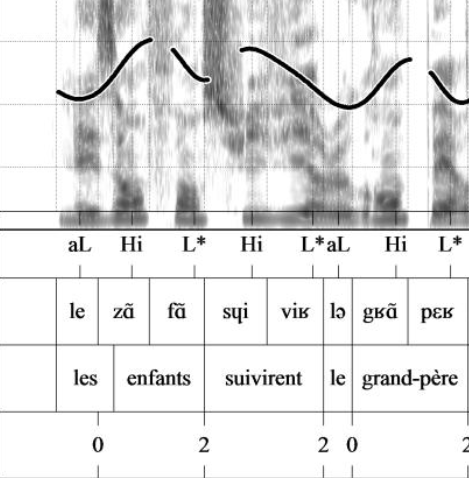 aL Hi L* Hi L* aL Hi L*
le zɑ̃ fɑ̃ sɥi viʁ lɔ gʁɑ̃ pɛʁ
les enfants suivirent le grand-père
0 2 2 0 2